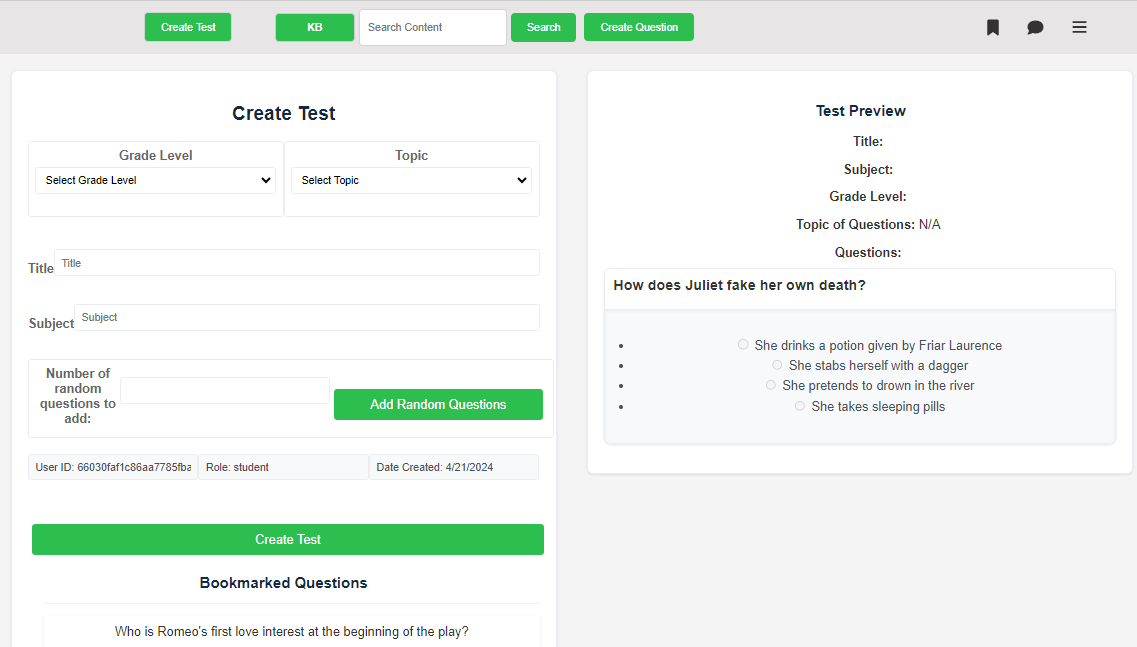 Create Test
KB
Search Content
Search
Create Question
Create Test
Grade Level
Topic
Select Grade Level
Select Topic
Title
Title
Subject
Subject
Number of
random
questions to
add:
Add Random Questions
User ID: 66030faf1c86aa7785fba
Role: student
Date Created: 4/21/2024
Create Test
Bookmarked Questions
Who is Romeo's first love interest at the beginning of the play?
Test Preview
Title:
Subject:
Grade Level:
Topic of Questions: N/A
Questions:
How does Juliet fake her own death?
She drinks a potion given by Friar Laurence
She stabs herself with a dagger
She pretends to drown in the river
She takes sleeping pills